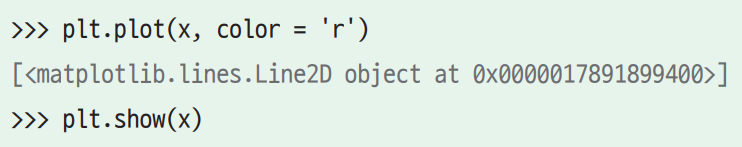 >>> plt.plot(x, color = 'r')
[<matplotlib.lines.Line2D object at 0x0000017891899400>]
>>> plt.show(x)